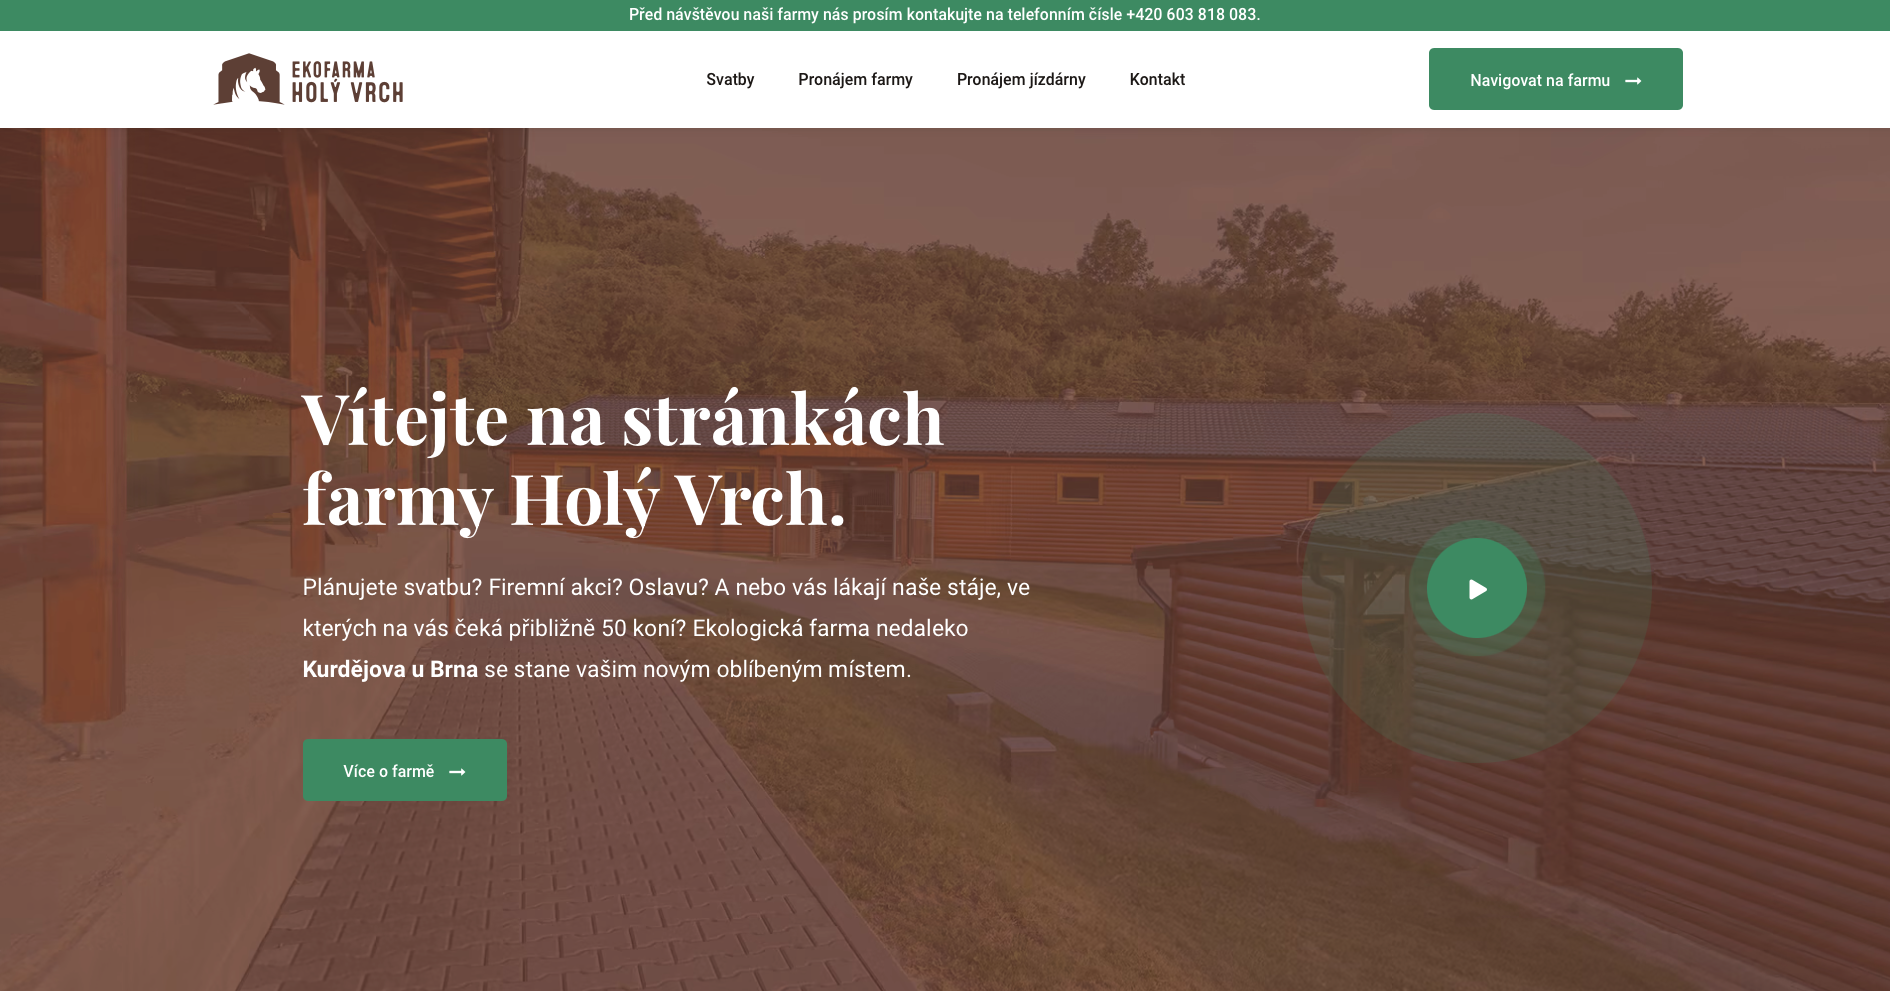 Před návštěvou naši farmy nás prosím kontakujte na telefonním čísle +420 603 818 083.
EKOFARMA
HOLÝ VRCH
Svatby
Pronájem farmy
Pronájem jízdárny
Kontakt
Navigovat na farmu
Vítejte na stránkách
farmy Holý Vrch.
Plánujete svatbu? Firemní akci? Oslavu? A nebo vás lákají naše stáje, ve
kterých na vás čeká přibližně 50 koní? Ekologická farma nedaleko
Kurdějova u Brna se stane vašim novým oblíbeným místem.
Více o farmě